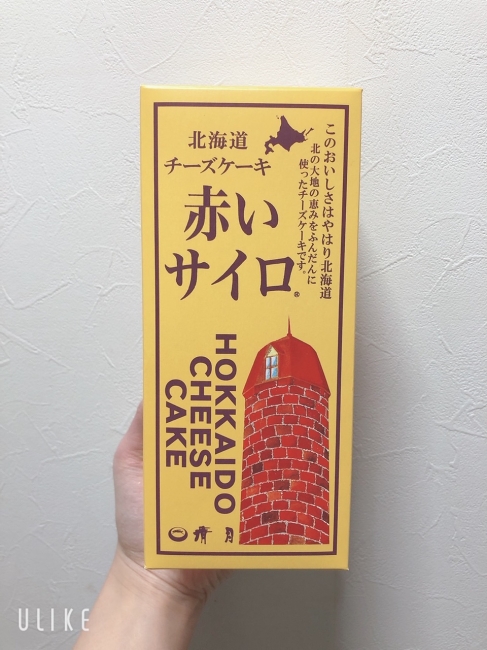 このおいしさはやはり北海道
北の大地の恵みをふんだんに
使ったチーズケーキです。
北海道
チーズケーキ
赤い
サイロ®
HOKKAIDO
CHEESE
CAKE
清月
ULIKE